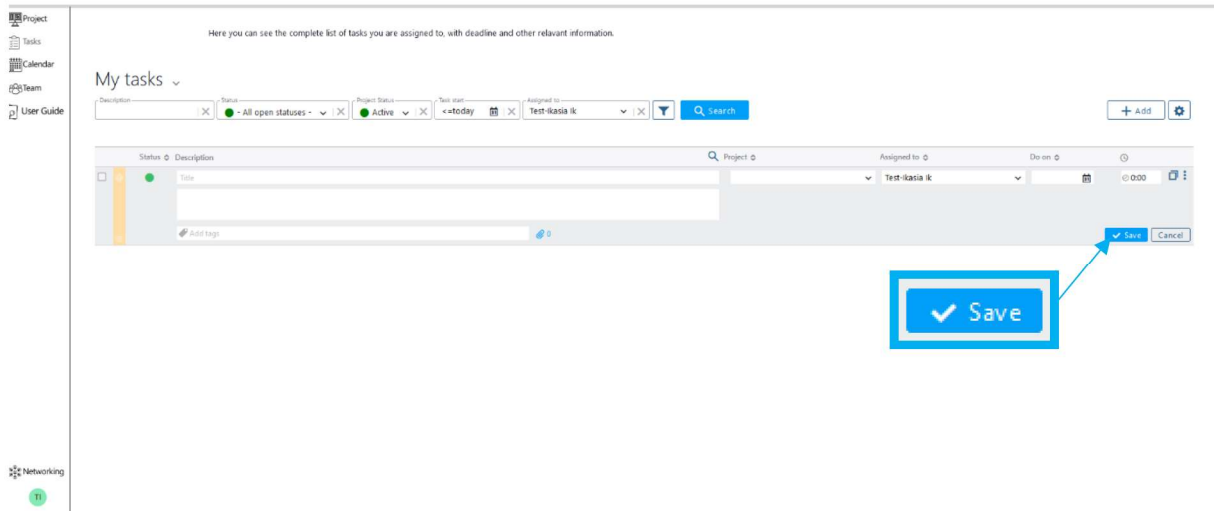 Project
Tasks
Calendar
Team
User Guide
Here you can see the complete list of tasks you are assigned to, with deadline and other relavant information.
My tasks
Description
Status
- All open statuses -
Project Status
Active
Task start
<=today
Assigned to
Test-Ikasia Ik
Search
+ Add
Status Description Project Assigned to Do on
Title Test-Ikasia Ik 0:00
Add tags 0 Save Cancel
Save
Networking
TI